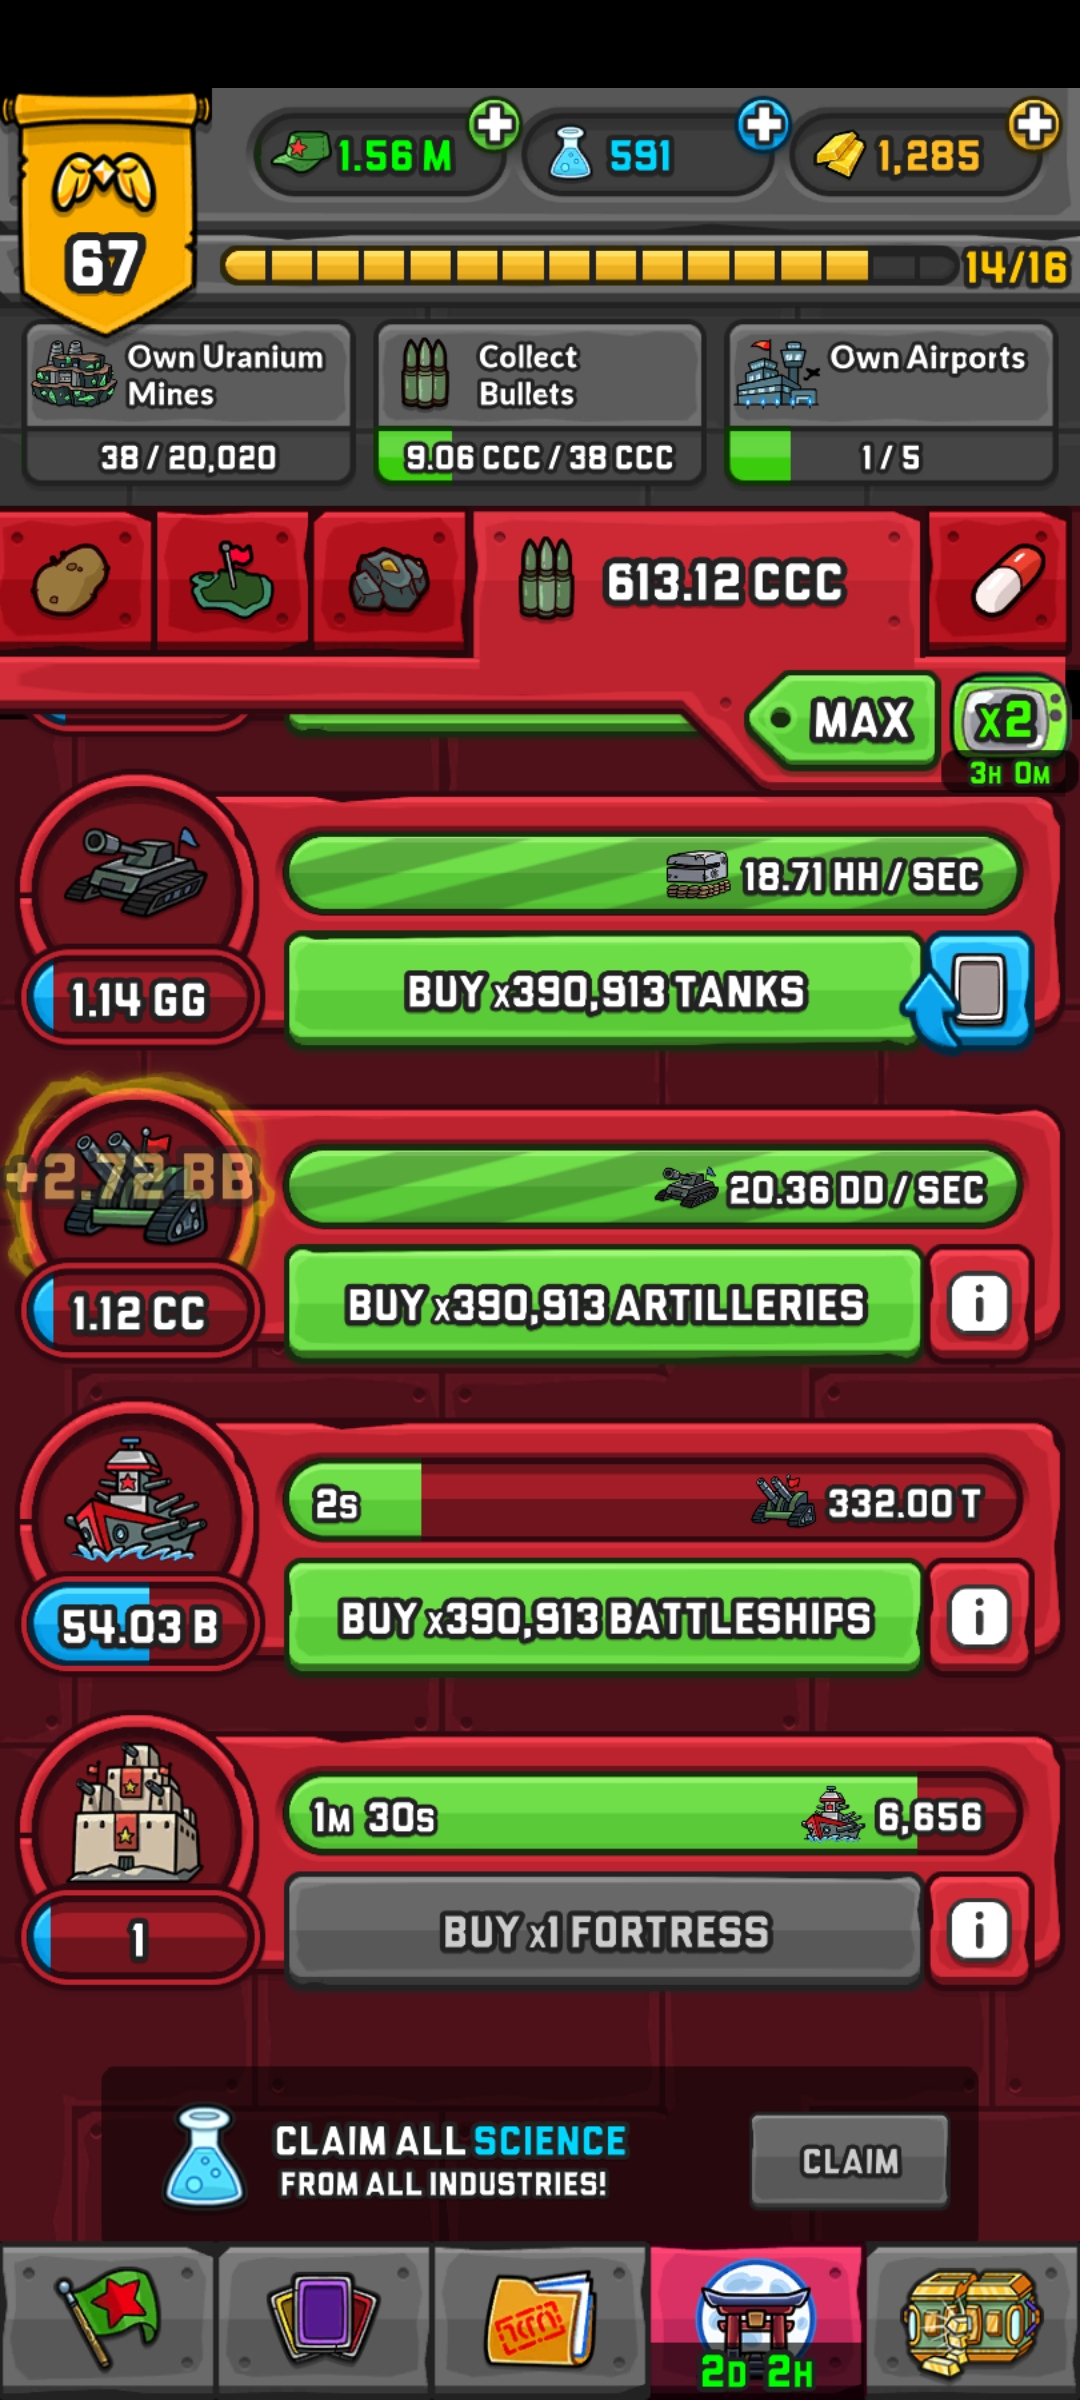 1.56 M
591
1,285
67
14/16
Own Uranium
Mines
38 / 20,020
Collect
Bullets
9.06 CCC / 38 CCC
Own Airports
1 / 5
613.12 CCC
MAX
x2
3H 0M
18.71 HH / SEC
1.14 GG
BUY x390,913 TANKS
+2.72 BB
20.36 DD / SEC
1.12 CC
BUY x390,913 ARTILLERIES
i
2S
332.00 T
54.03 B
BUY x390,913 BATTLESHIPS
i
1M 30S
6,656
1
BUY x1 FORTRESS
i
CLAIM ALL SCIENCE
FROM ALL INDUSTRIES!
CLAIM
2D 2H